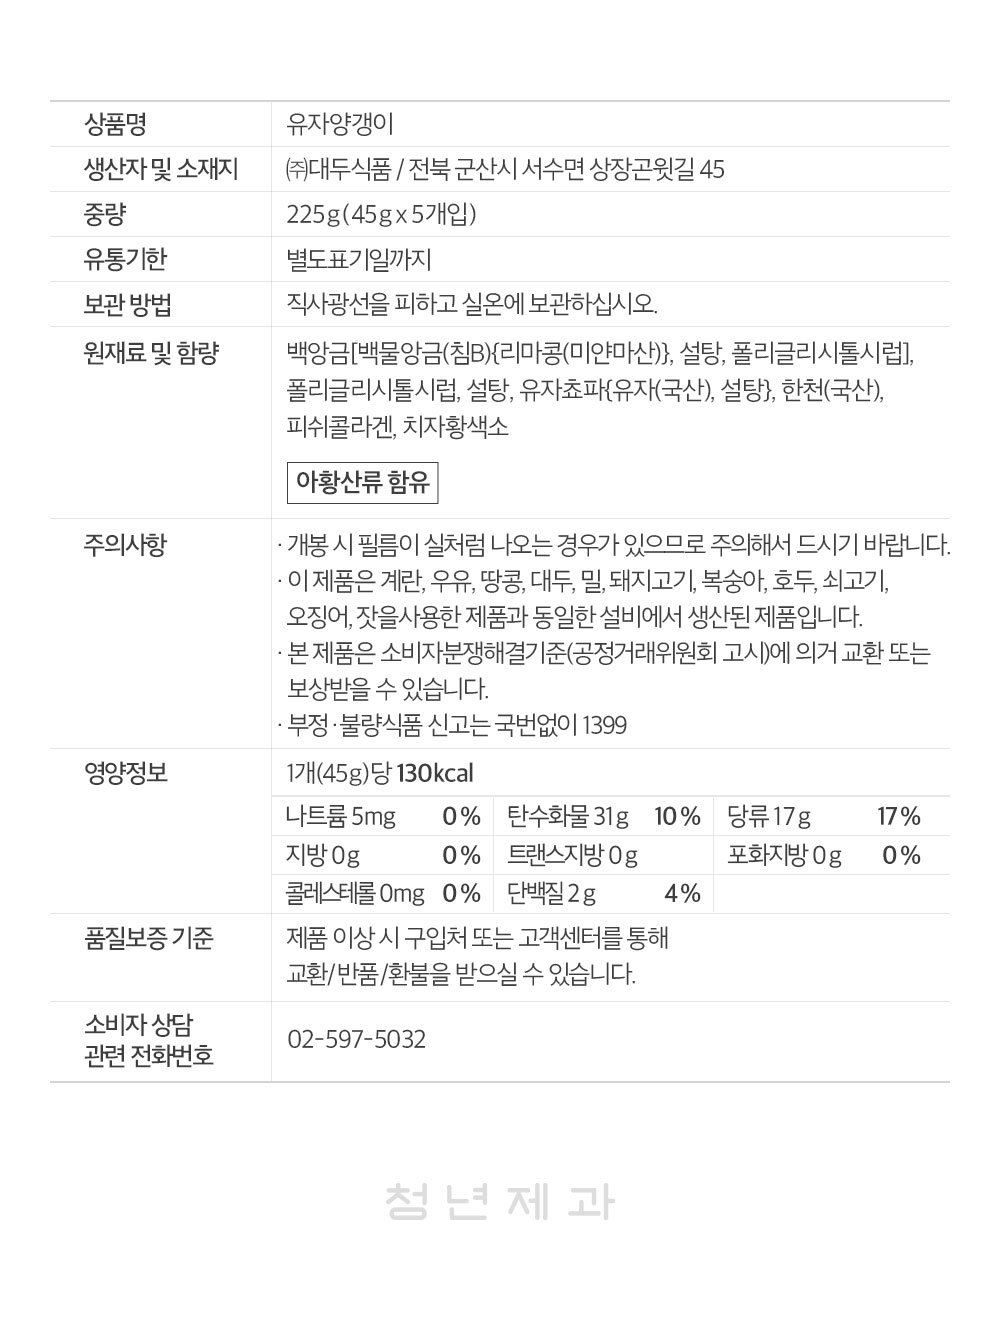 상품명 유자양갱이
생산자 및 소재지 ㈜대두식품 / 전북 군산시 서수면 상장곤윗길 45
중량 225g(45g x 5개입)
유통기한 별도표기일까지
보관 방법 직사광선을 피하고 실온에 보관하십시오.
원재료 및 함량 백앙금[백물앙금(침B){리마콩(미얀마산)}, 설탕, 폴리글리시톨시럽],
폴리글리시톨시럽, 설탕, 유자쵸파{유자(국산), 설탕}, 한천(국산),
피쉬콜라겐, 치자황색소
아황산류 함유
주의사항 · 개봉 시 필름이 실처럼 나오는 경우가 있으므로 주의해서 드시기 바랍니다.
· 이 제품은 계란, 우유, 땅콩, 대두, 밀, 돼지고기, 복숭아, 호두, 쇠고기,
오징어, 잣을사용한 제품과 동일한 설비에서 생산된 제품입니다.
· 본 제품은 소비자분쟁해결기준(공정거래위원회 고시)에 의거 교환 또는
보상받을 수 있습니다.
· 부정·불량식품 신고는 국번없이 1399
영양정보 1개(45g)당 130kcal
나트륨 5mg 0% 탄수화물 31g 10% 당류 17g 17%
지방 0g 0% 트랜스지방 0g 포화지방 0g 0%
콜레스테롤 0mg 0% 단백질 2g 4%
품질보증 기준 제품 이상 시 구입처 또는 고객센터를 통해
교환/반품/환불을 받으실 수 있습니다.
소비자 상담
관련 전화번호 02-597-5032
청년제과